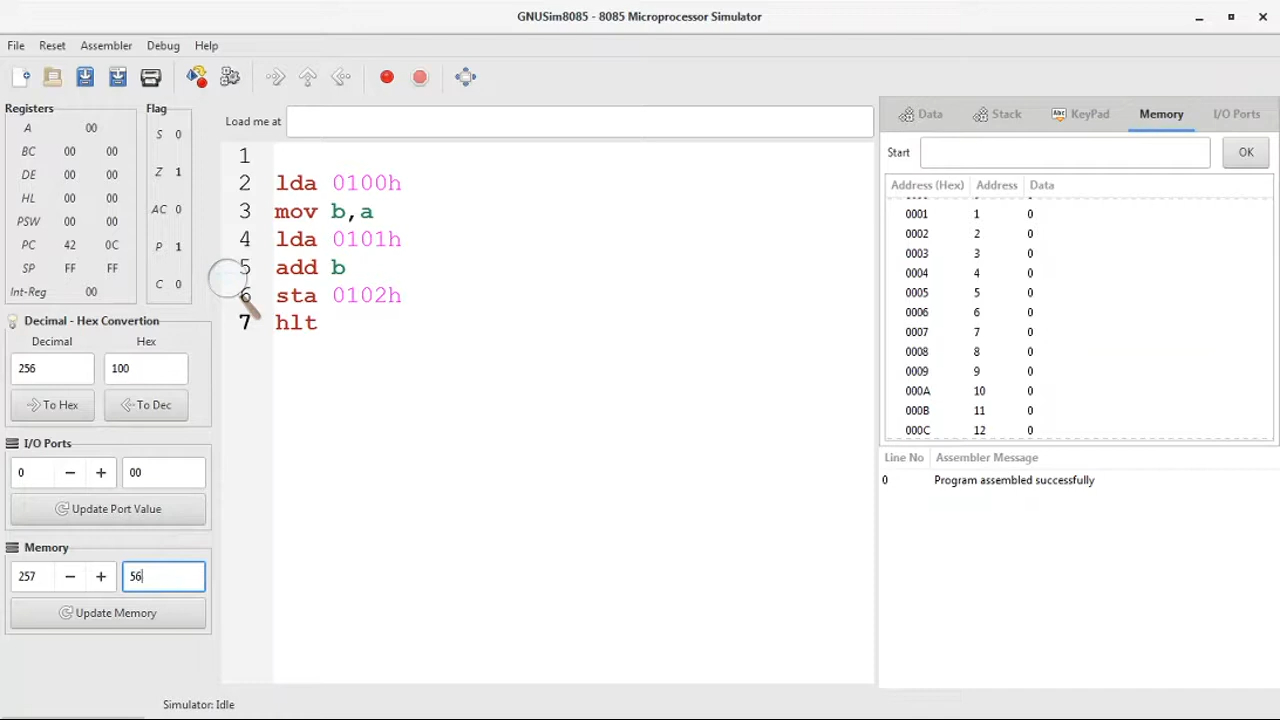 GNUSim8085 - 8085 Microprocessor Simulator
File Reset Assembler Debug Help
Registers
A 00
BC 00 00
DE 00 00
HL 00 00
PSW 00 00
PC 42 0C
SP FF FF
Int-Reg 00
Flag
S 0
Z 1
AC 0
P 1
C 0
Decimal - Hex Convertion
Decimal Hex
256 100
To Hex To Dec
I/O Ports
0 − + 00
Update Port Value
Memory
257 − + 56
Update Memory
Load me at
1
2 lda 0100h
3 mov b,a
4 lda 0101h
5 add b
6 sta 0102h
7 hlt
Data Stack Abc KeyPad Memory I/O Ports
Start OK
Address (Hex) Address Data
0001 1 0
0002 2 0
0003 3 0
0004 4 0
0005 5 0
0006 6 0
0007 7 0
0008 8 0
0009 9 0
000A 10 0
000B 11 0
000C 12 0
Line No Assembler Message
0 Program assembled successfully
Simulator: Idle